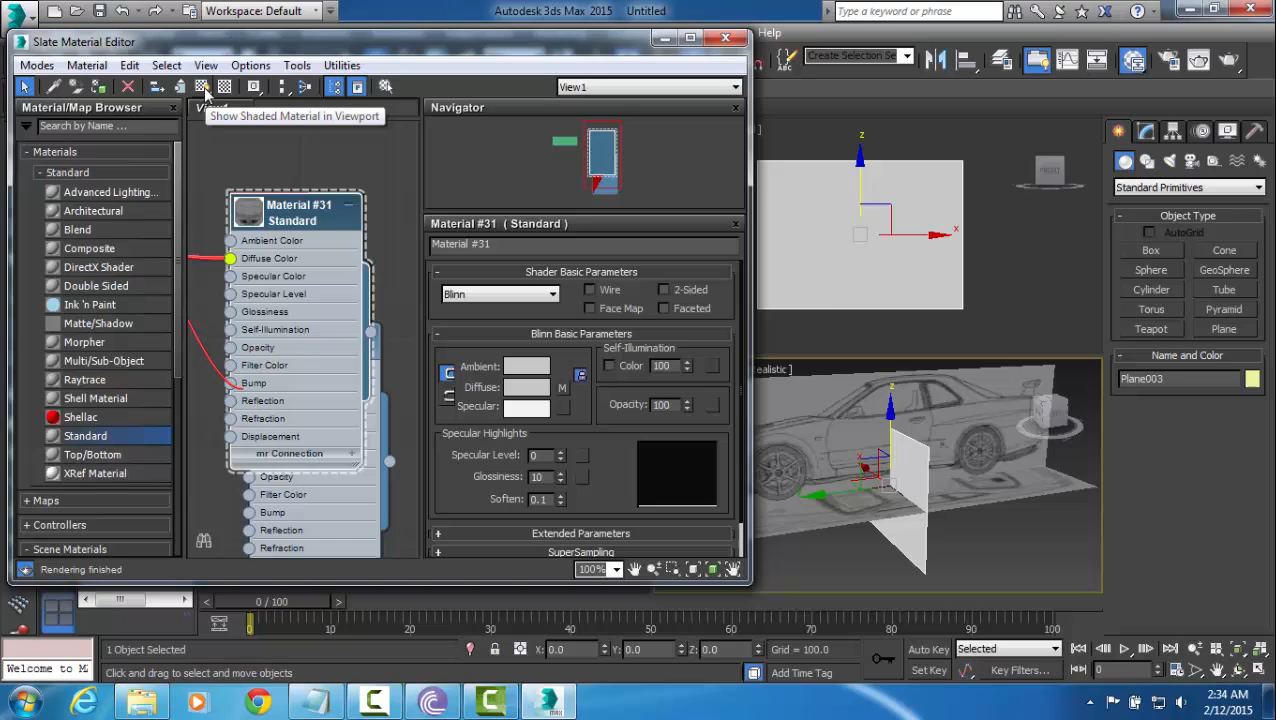 Workspace: Default
Autodesk 3ds Max 2015 Untitled
Type a keyword or phrase
Slate Material Editor
Help
Modes Material Edit Select View Options Tools Utilities
Create Selection Se
View1
Material/Map Browser
Navigator
Show Shaded Material in Viewport
Search by Name ...
- Materials
- Standard
Advanced Lighting...
Architectural
Blend
Composite
DirectX Shader
Double Sided
Ink 'n Paint
Matte/Shadow
Morpher
Multi/Sub-Object
Raytrace
Shell Material
Shellac
Standard
Top/Bottom
XRef Material
+ Maps
+ Controllers
Scene Materials
Rendering finished
Material #31
Standard
Ambient Color
Diffuse Color
Specular Color
Specular Level
Glossiness
Self-Illumination
Opacity
Filter Color
Bump
Reflection
Refraction
Displacement
mr Connection +
Opacity
Filter Color
Bump
Reflection
Refraction
Material #31 ( Standard )
Material #31
- Shader Basic Parameters
Blinn
Wire 2-Sided
Face Map Faceted
- Blinn Basic Parameters
Self-Illumination
Ambient: Color 100
Diffuse: M
Specular: Opacity: 100
Specular Highlights
Specular Level: 0
Glossiness: 10
Soften: 0.1
+ Extended Parameters
+ SuperSampling
100%
z
x
FRONT
ealistic ]
z
x
Standard Primitives
- Object Type
AutoGrid
Box Cone
Sphere GeoSphere
Cylinder Tube
Torus Pyramid
Teapot Plane
- Name and Color
Plane003
< 0 / 100 >
0 10 20 30 40 50 60 70 80 90 100
1 Object Selected
X: 0.0 Y: 0.0 Z: 0.0 Grid = 100.0
Auto Key Selected
Welcome to M
Click and drag to select and move objects
Add Time Tag
Set Key Key Filters...
0
2:34 AM
2/12/2015